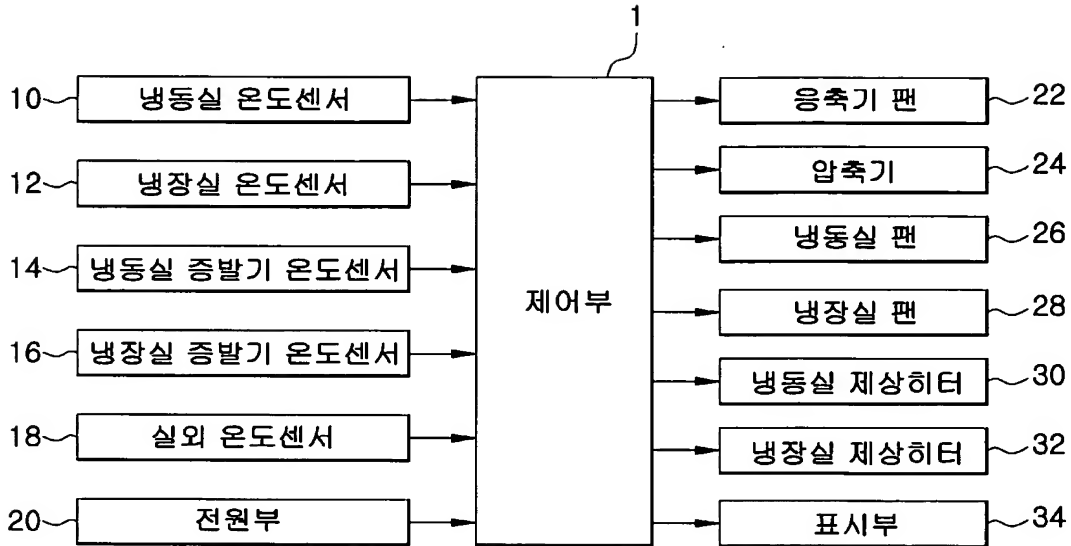 1
10 냉동실 온도센서
12 냉장실 온도센서
14 냉동실 증발기 온도센서
16 냉장실 증발기 온도센서
18 실외 온도센서
20 전원부
제어부
응축기 팬 22
압축기 24
냉동실 팬 26
냉장실 팬 28
냉동실 제상히터 30
냉장실 제상히터 32
표시부 34